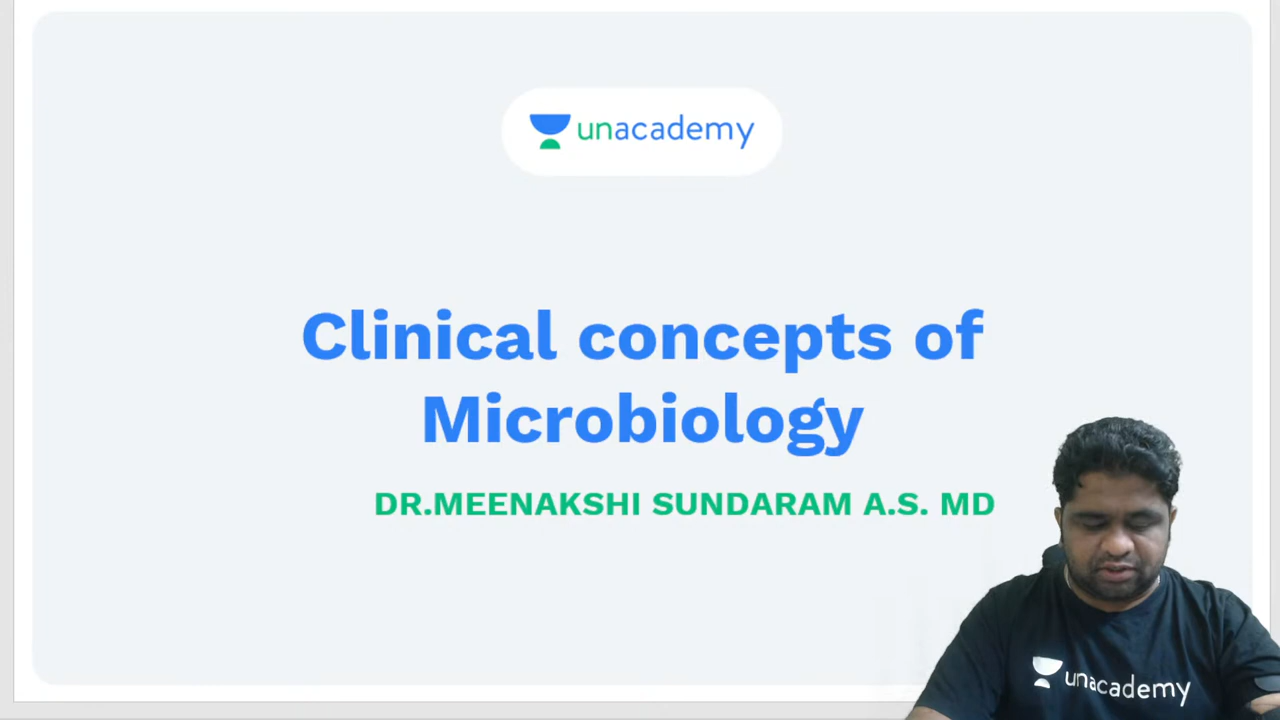 unacademy
Clinical concepts of
Microbiology
DR.MEENAKSHI SUNDARAM A.S. MD
unacademy